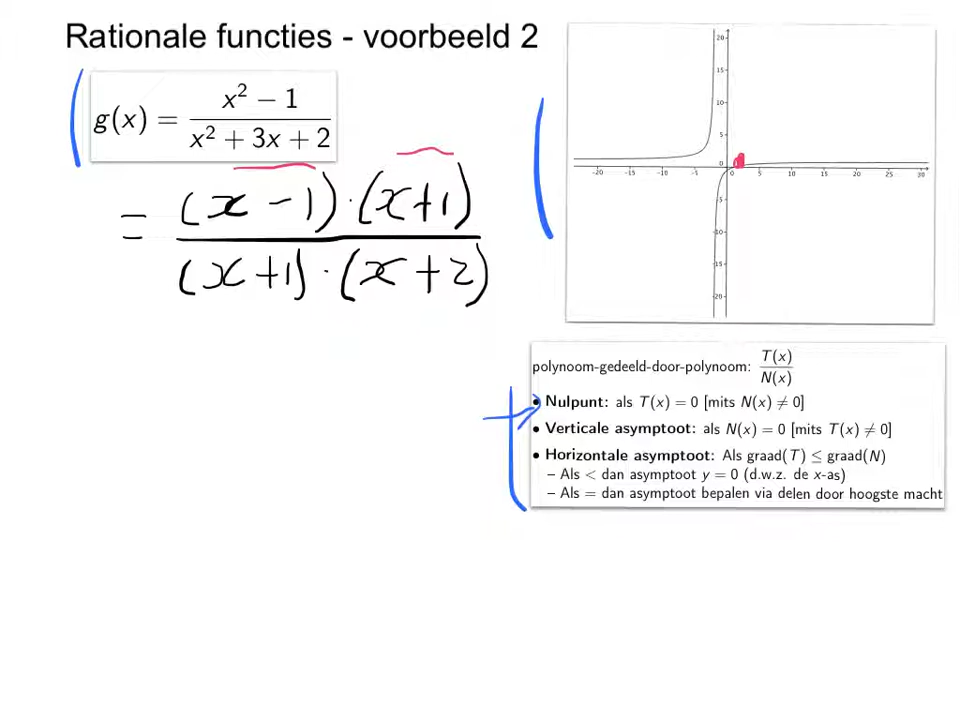 Rationale functies - voorbeeld 2
g(x) = (x² − 1)/(x² + 3x + 2)
= ((x − 1)·(x+1))/((x+1)·(x+2))
20
15
10
5
0
-20 -15 -10 -5 0 5 10 15 20 25 30
-5
-10
-15
-20
polynoom-gedeeld-door-polynoom: T(x)/N(x)
• Nulpunt: als T(x) = 0 [mits N(x) ≠ 0]
• Verticale asymptoot: als N(x) = 0 [mits T(x) ≠ 0]
• Horizontale asymptoot: Als graad(T) ≤ graad(N)
– Als < dan asymptoot y = 0 (d.w.z. de x-as)
– Als = dan asymptoot bepalen via delen door hoogste macht